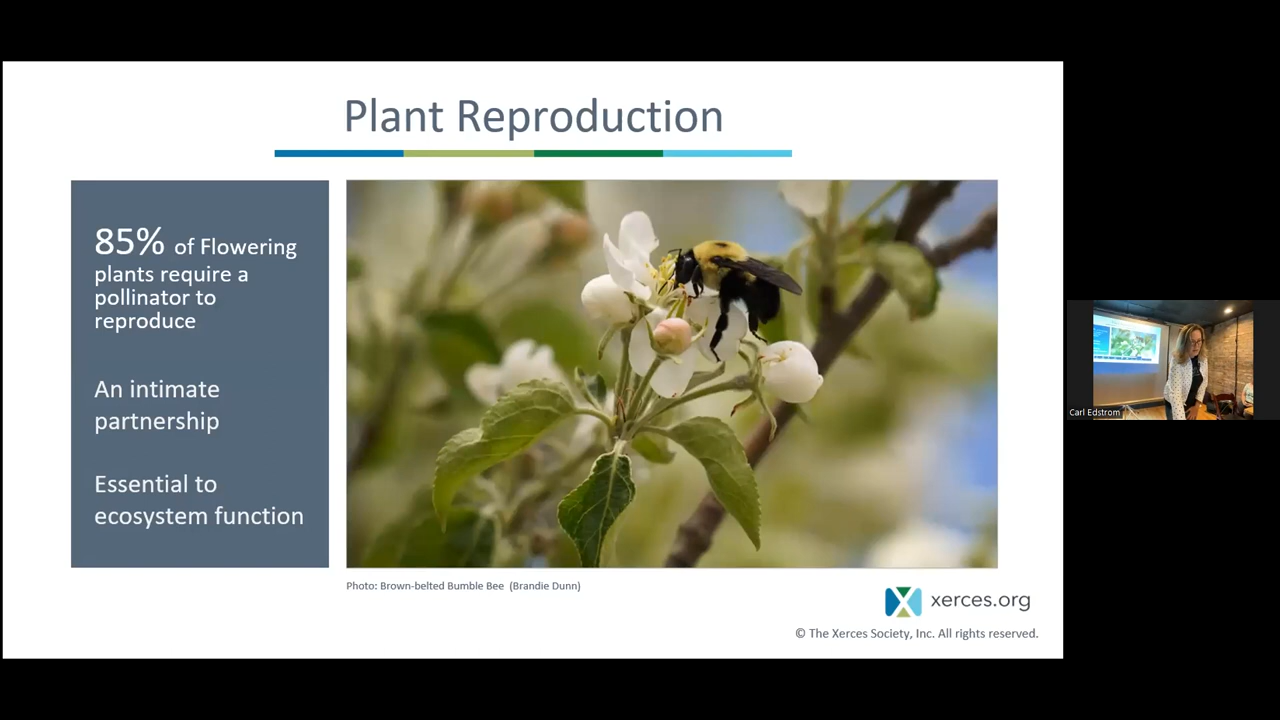 Plant Reproduction
85% of Flowering
plants require a
pollinator to
reproduce
An intimate
partnership
Essential to
ecosystem function
Photo: Brown-belted Bumble Bee (Brandie Dunn)
xerces.org
© The Xerces Society, Inc. All rights reserved.
Carl Edstrom